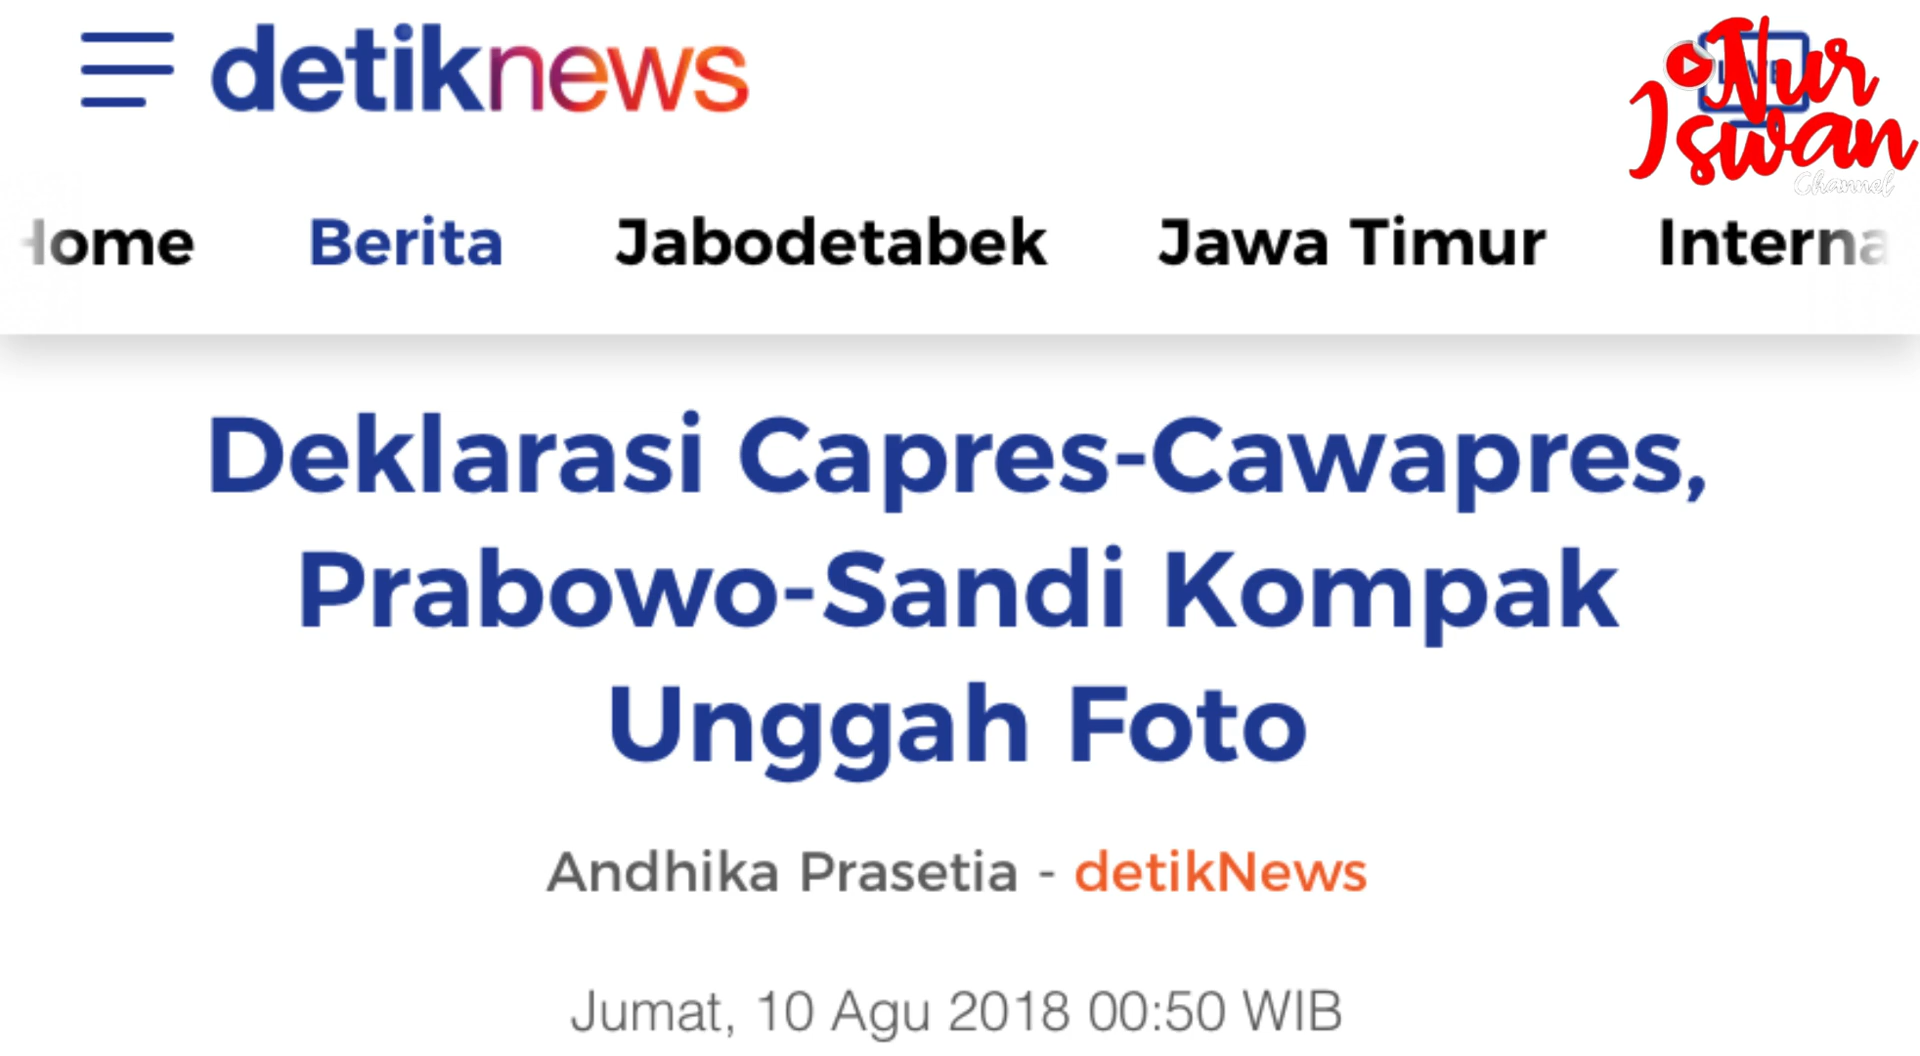 detiknews
Nur
Iswan
Channel
Home Berita Jabodetabek Jawa Timur Interna
Deklarasi Capres-Cawapres,
Prabowo-Sandi Kompak
Unggah Foto
Andhika Prasetia - detikNews
Jumat, 10 Agu 2018 00:50 WIB